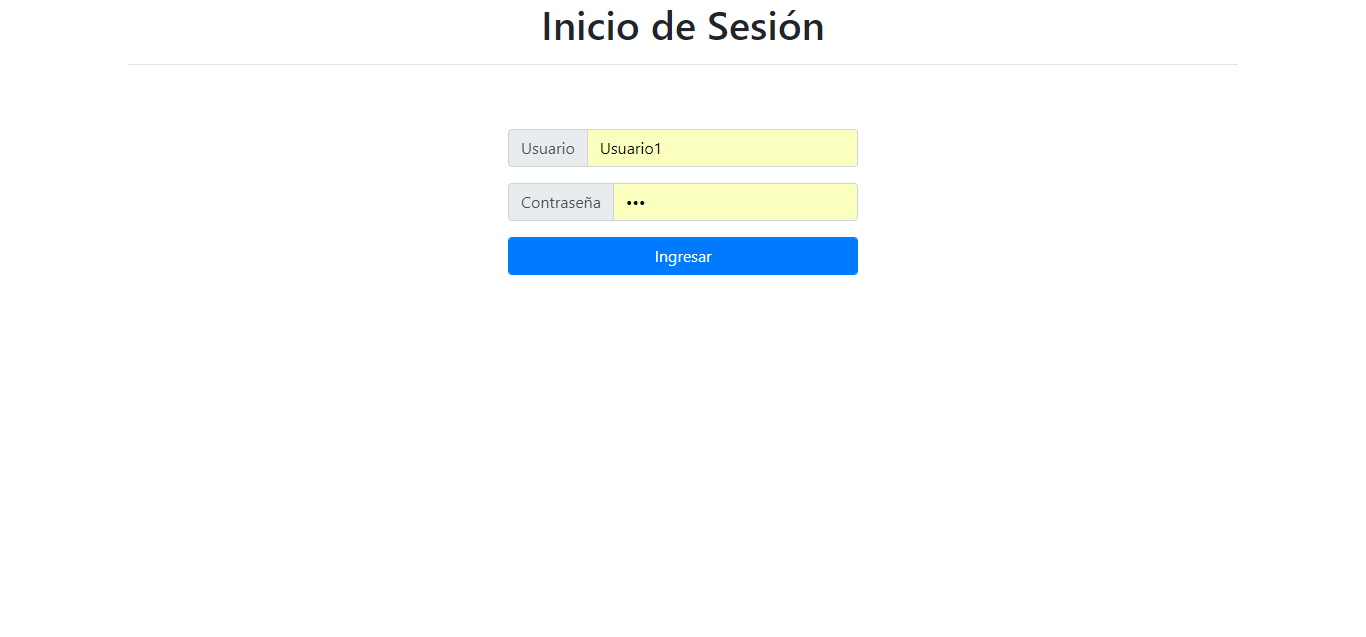 Inicio de Sesión
Usuario Usuario1
Contraseña •••
Ingresar